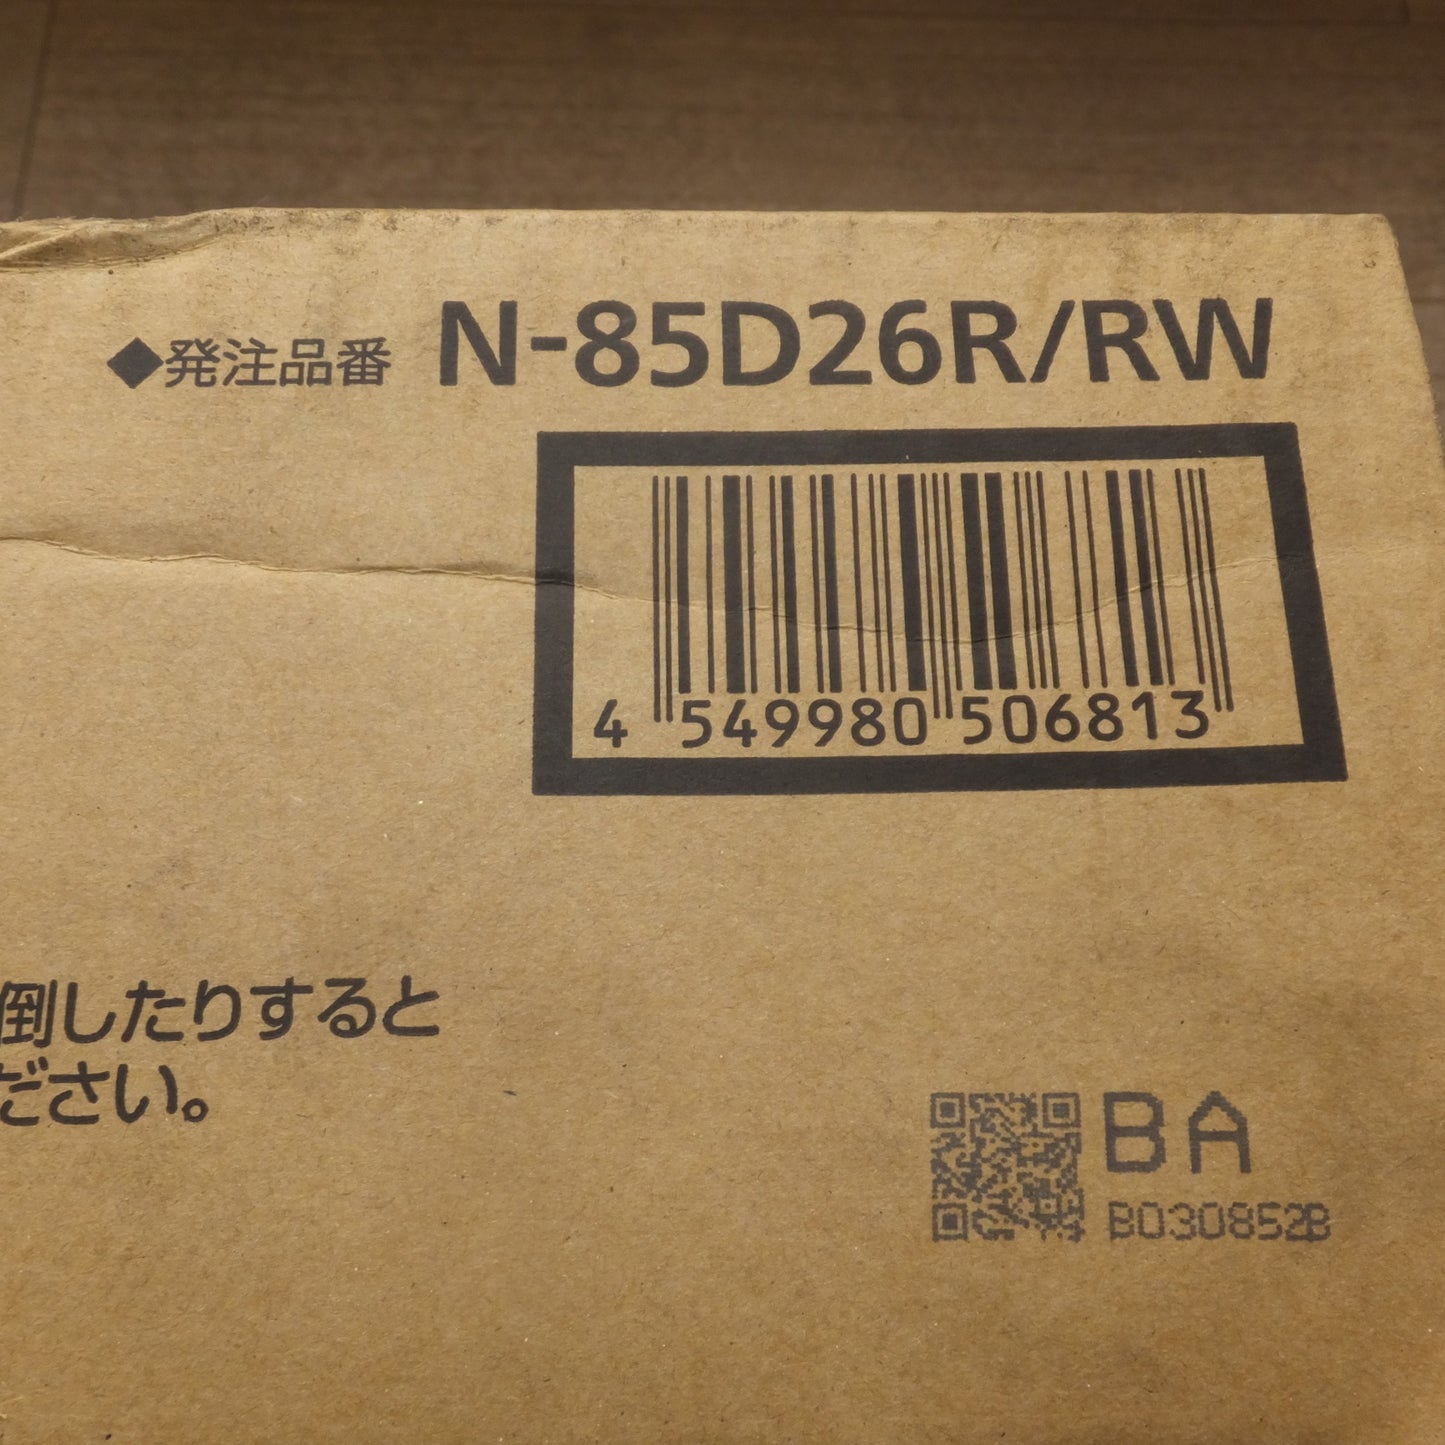 ◆発注品番 N-85D26R/RW
4 549980 506813
倒したりすると
ださい。
BA
B030852B